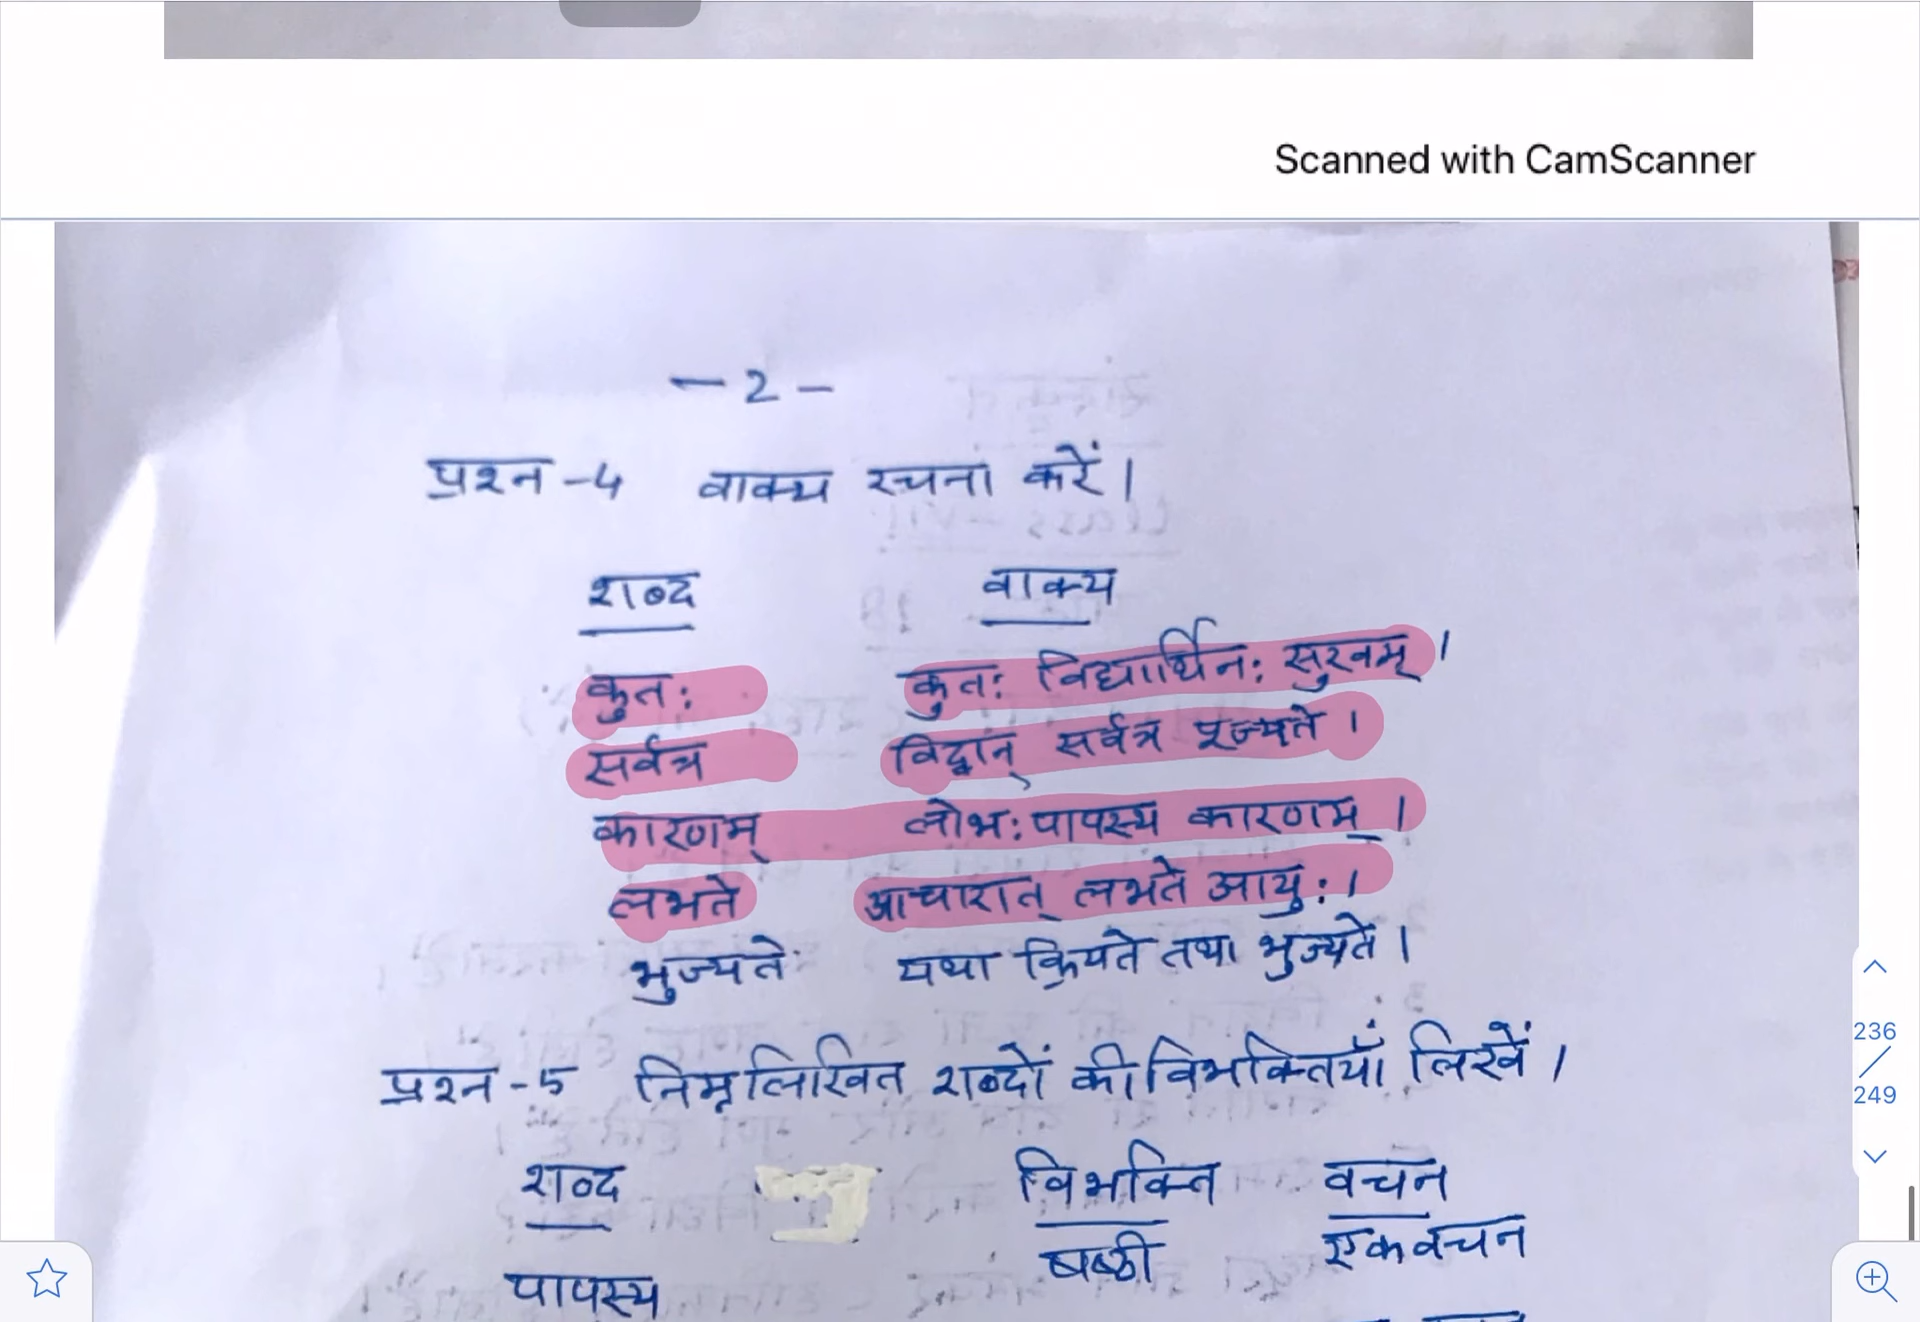 Scanned with CamScanner
- 2 -
प्रश्न -4 वाक्य रचना करें।
शब्द वाक्य
कुतः कुतः विद्यार्थिनः सुखम्।
सर्वत्र विद्वान् सर्वत्र पूज्यते।
कारणम् लोभः पापस्य कारणम्।
लभते आचारात् लभते आयुः।
भुज्यते यथा क्रियते तथा भुज्यते।
प्रश्न -5 निम्नलिखित शब्दों की विभक्तियाँ लिखें।
शब्द विभक्ति वचन
पापस्य षष्ठी एकवचन
236
249